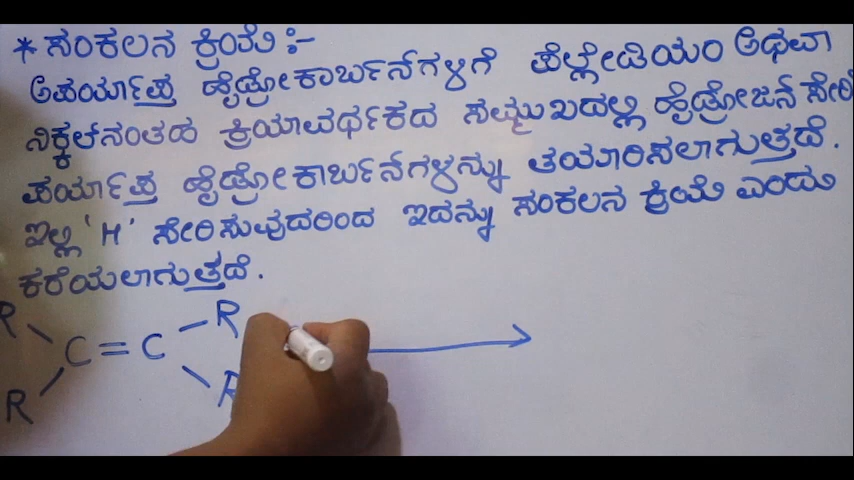 * ಸಂಕಲನ ಕ್ರಿಯೆ :-
ಅಪರ್ಯಾಪ್ತ ಹೈಡ್ರೋಕಾರ್ಬನ್‌ಗಳಿಗೆ ಪೆಲ್ಲೇಡಿಯಂ ಅಥವಾ
ನಿಕ್ಕಲ್‌ನಂತಹ ಕ್ರಿಯಾವರ್ಧಕದ ಸಮ್ಮುಖದಲ್ಲಿ ಹೈಡ್ರೋಜನ್ ಸೇರಿ
ಪರ್ಯಾಪ್ತ ಹೈಡ್ರೋಕಾರ್ಬನ್‌ಗಳನ್ನು ತಯಾರಿಸಲಾಗುತ್ತದೆ.
ಇಲ್ಲಿ 'H' ಸೇರಿಸುವುದರಿಂದ ಇದನ್ನು ಸಂಕಲನ ಕ್ರಿಯೆ ಎಂದು
ಕರೆಯಲಾಗುತ್ತದೆ.
R R
C = C
R R